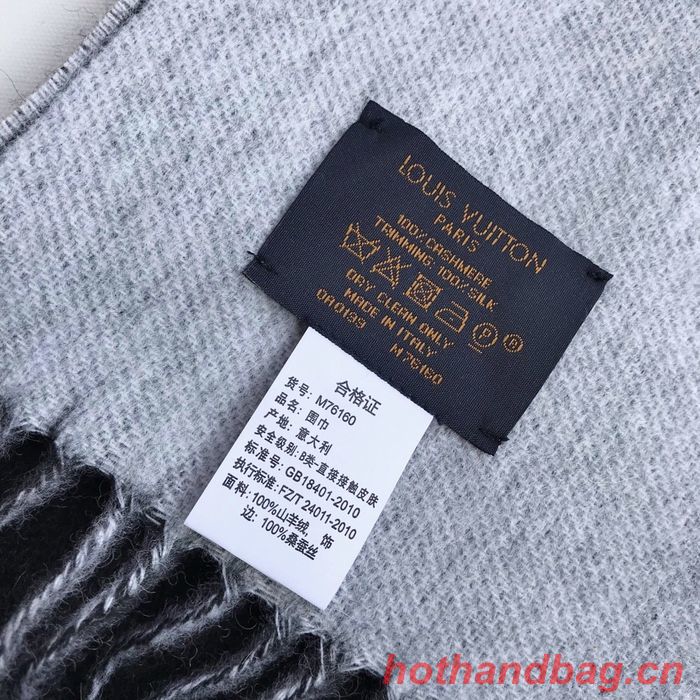 LOUIS VUITTON
PARIS
100% CASHMERE
TRIMMING 100% SILK
P
R
DRY CLEAN ONLY
MADE IN ITALY
OA0199 M76160
合格证
货号: M76160
品名: 围巾
产地: 意大利
安全级别: B类-直接接触皮肤
标准号: GB18401-2010
执行标准: FZ/T 24011-2010
面料: 100%山羊绒, 饰
边: 100%桑蚕丝
hothandbag.cn